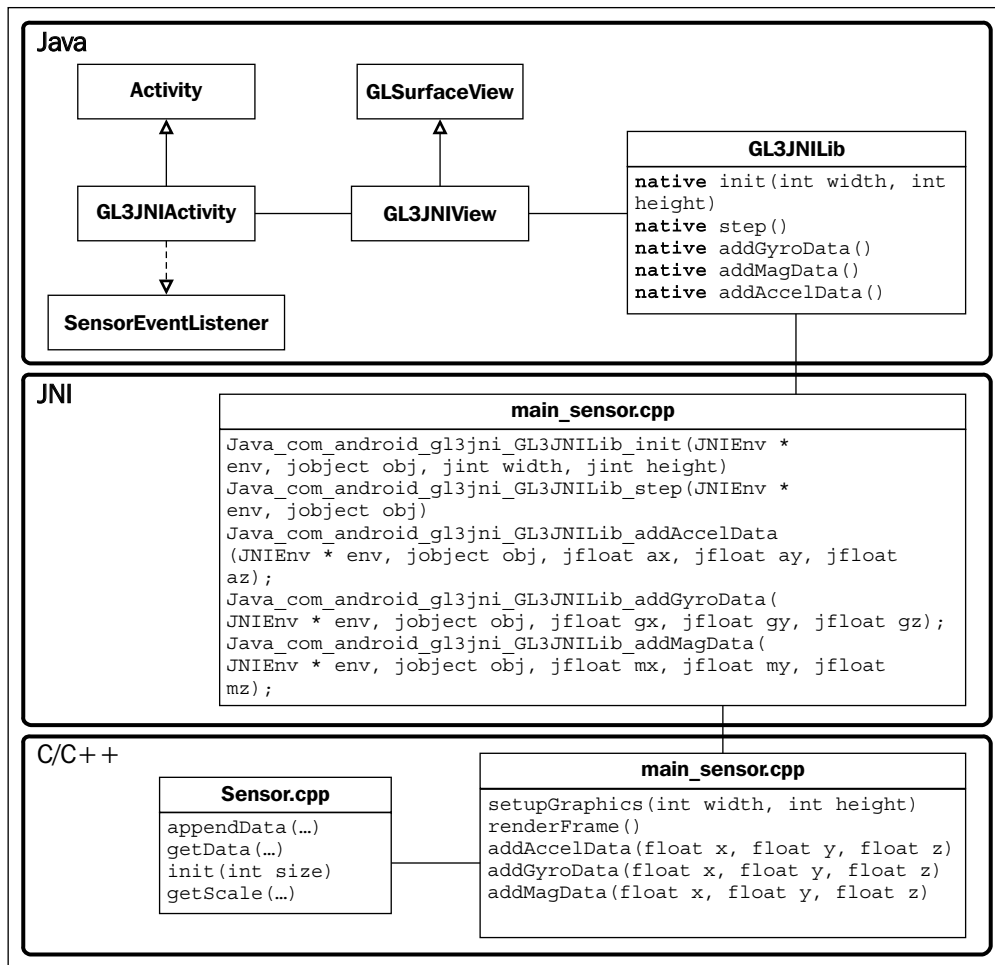 Java
Activity
GLSurfaceView
GL3JNIActivity
GL3JNIView
SensorEventListener
GL3JNILib
native init(int width, int
height)
native step()
native addGyroData()
native addMagData()
native addAccelData()
JNI
main_sensor.cpp
Java_com_android_gl3jni_GL3JNILib_init(JNIEnv *
env, jobject obj, jint width, jint height)
Java_com_android_gl3jni_GL3JNILib_step(JNIEnv *
env, jobject obj)
Java_com_android_gl3jni_GL3JNILib_addAccelData
(JNIEnv * env, jobject obj, jfloat ax, jfloat ay, jfloat
az);
Java_com_android_gl3jni_GL3JNILib_addGyroData(
JNIEnv * env, jobject obj, jfloat gx, jfloat gy, jfloat gz);
Java_com_android_gl3jni_GL3JNILib_addMagData(
JNIEnv * env, jobject obj, jfloat mx, jfloat my, jfloat
mz);
C/C++
Sensor.cpp
appendData(…)
getData(…)
init(int size)
getScale(…)
main_sensor.cpp
setupGraphics(int width, int height)
renderFrame()
addAccelData(float x, float y, float z)
addGyroData(float x, float y, float z)
addMagData(float x, float y, float z)